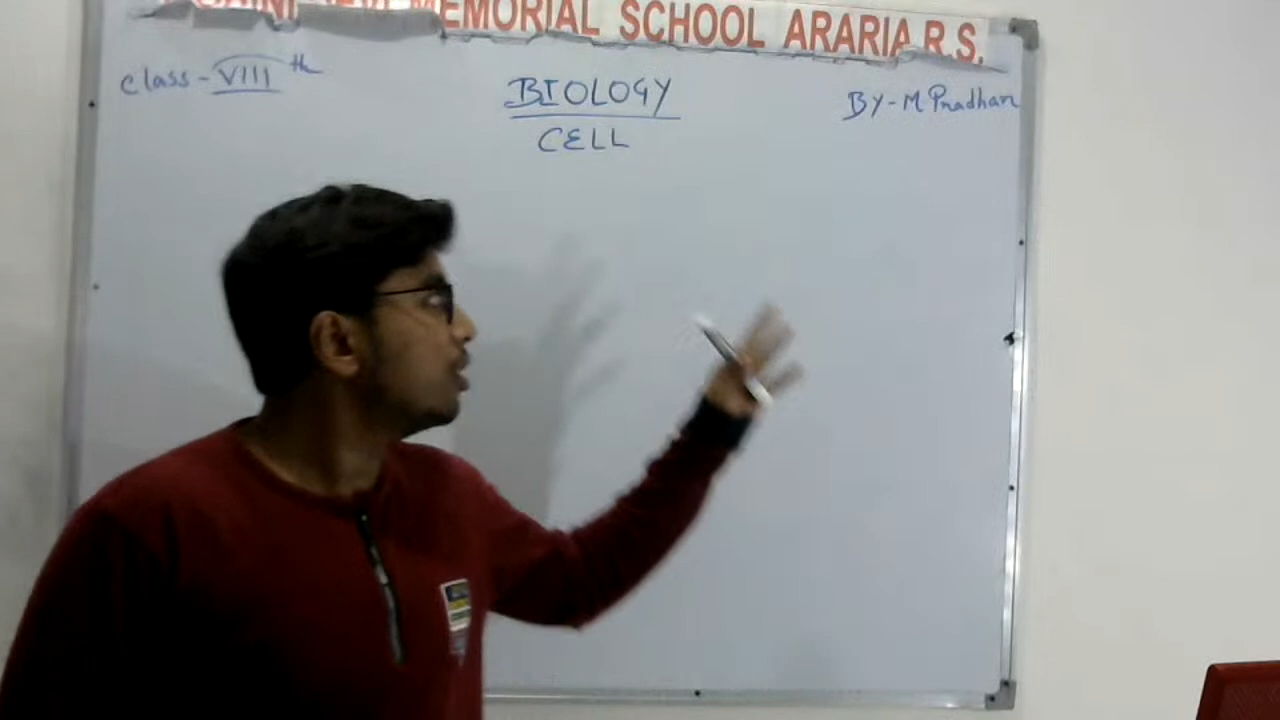 MEMORIAL SCHOOL ARARIA R.S.
Class - VIII th
BIOLOGY
CELL
By - M Pradhan